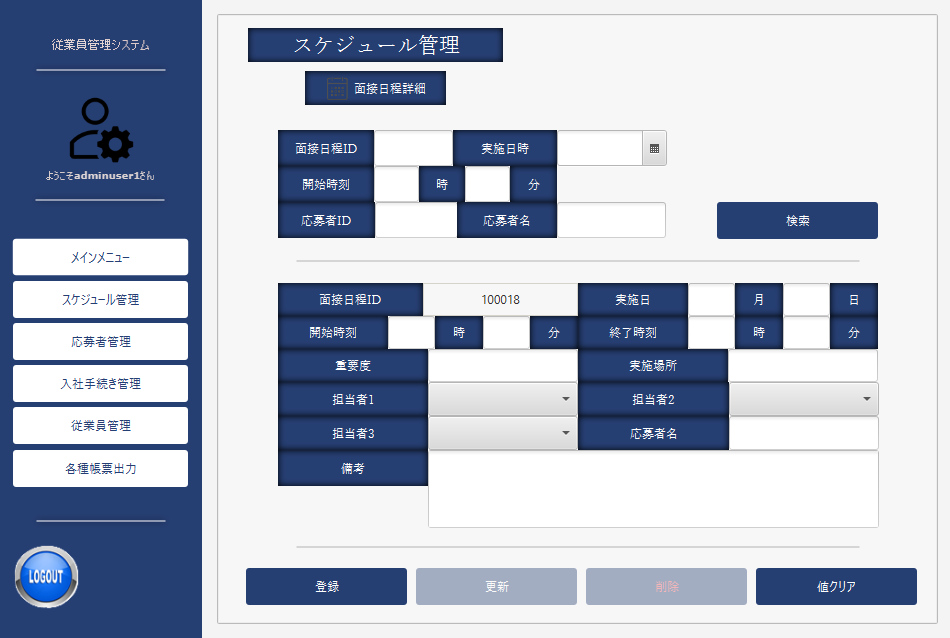 従業員管理システム
ようこそadminuser1さん
メインメニュー
スケジュール管理
応募者管理
入社手続き管理
従業員管理
各種帳票出力
LOGOUT
スケジュール管理
面接日程詳細
面接日程ID 実施日時
開始時刻 時 分
応募者ID 応募者名
検索
面接日程ID 100018 実施日 月 日
開始時刻 時 分 終了時刻 時 分
重要度 実施場所
担当者1 担当者2
担当者3 応募者名
備考
登録 更新 削除 値クリア